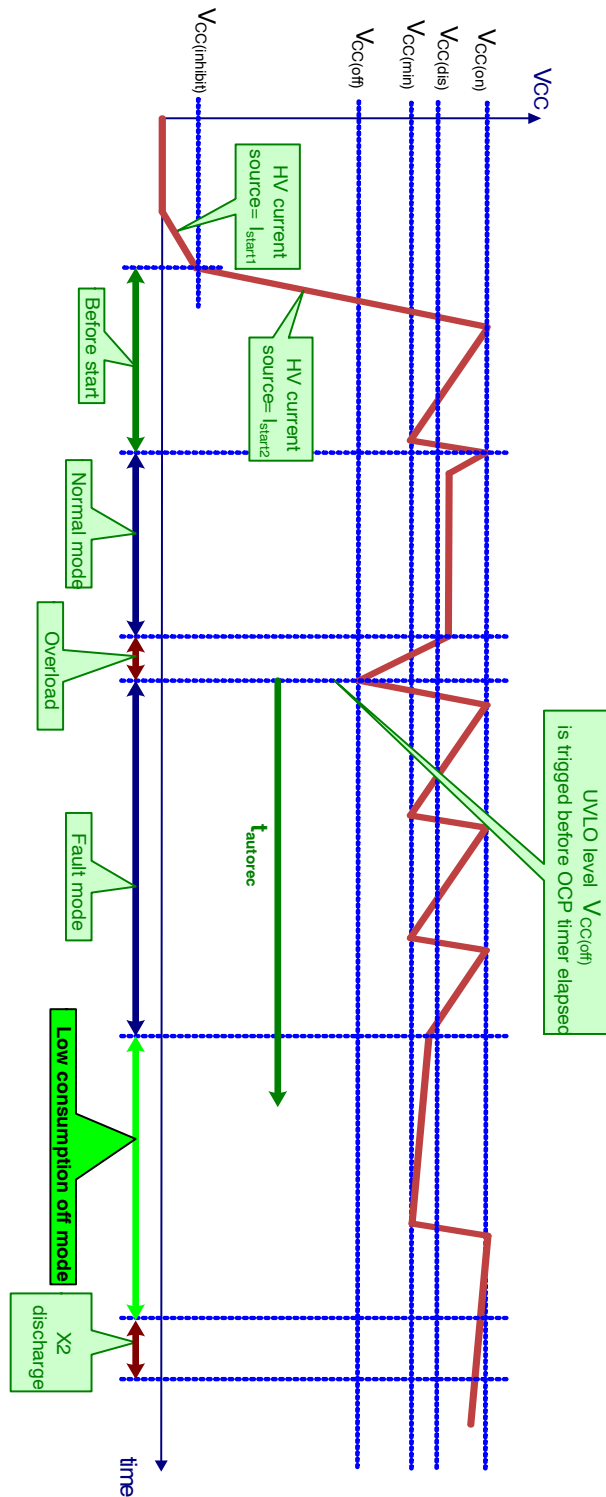 VCC
VCC(on)
VCC(dis)
VCC(min)
VCC(off)
VCC(inhibit)
HV current
source= Istart1
HV current
source= Istart2
UVLO level VCC(off)
is trigged before OCP timer elapsed
tautorec
Before start
Normal mode
Overload
Fault mode
Low consumption off mode
X2
discharge
time